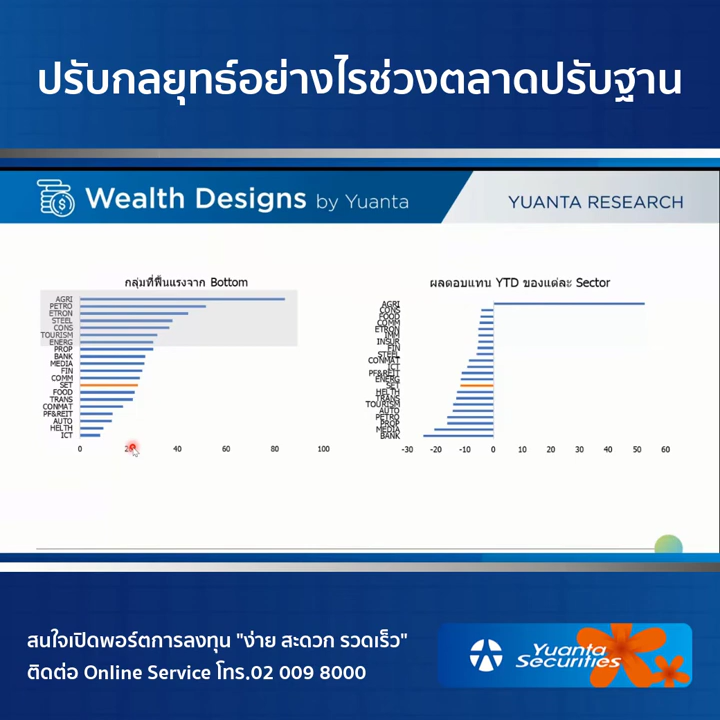 ปรับกลยุทธ์อย่างไรช่วงตลาดปรับฐาน
Wealth Designs by Yuanta
YUANTA RESEARCH
กลุ่มที่ฟื้นแรงจาก Bottom
AGRI
PETRO
ETRON
STEEL
CONS
TOURISM
ENERG
PROP
BANK
MEDIA
FIN
COMM
SET
FOOD
TRANS
CONMAT
PF&REIT
AUTO
HELTH
ICT
0 20 40 60 80 100
ผลตอบแทน YTD ของแต่ละ Sector
AGRI
CONS
FOOD
COMM
ETRON
IMM
INSUR
FIN
STEEL
CONMAT
ICT
PF&REIT
ENERG
SET
HELTH
TRANS
TOURISM
AUTO
PETRO
PROP
MEDIA
BANK
-30 -20 -10 0 10 20 30 40 50 60
สนใจเปิดพอร์ตการลงทุน "ง่าย สะดวก รวดเร็ว"
ติดต่อ Online Service โทร.02 009 8000
Yuanta
Securities